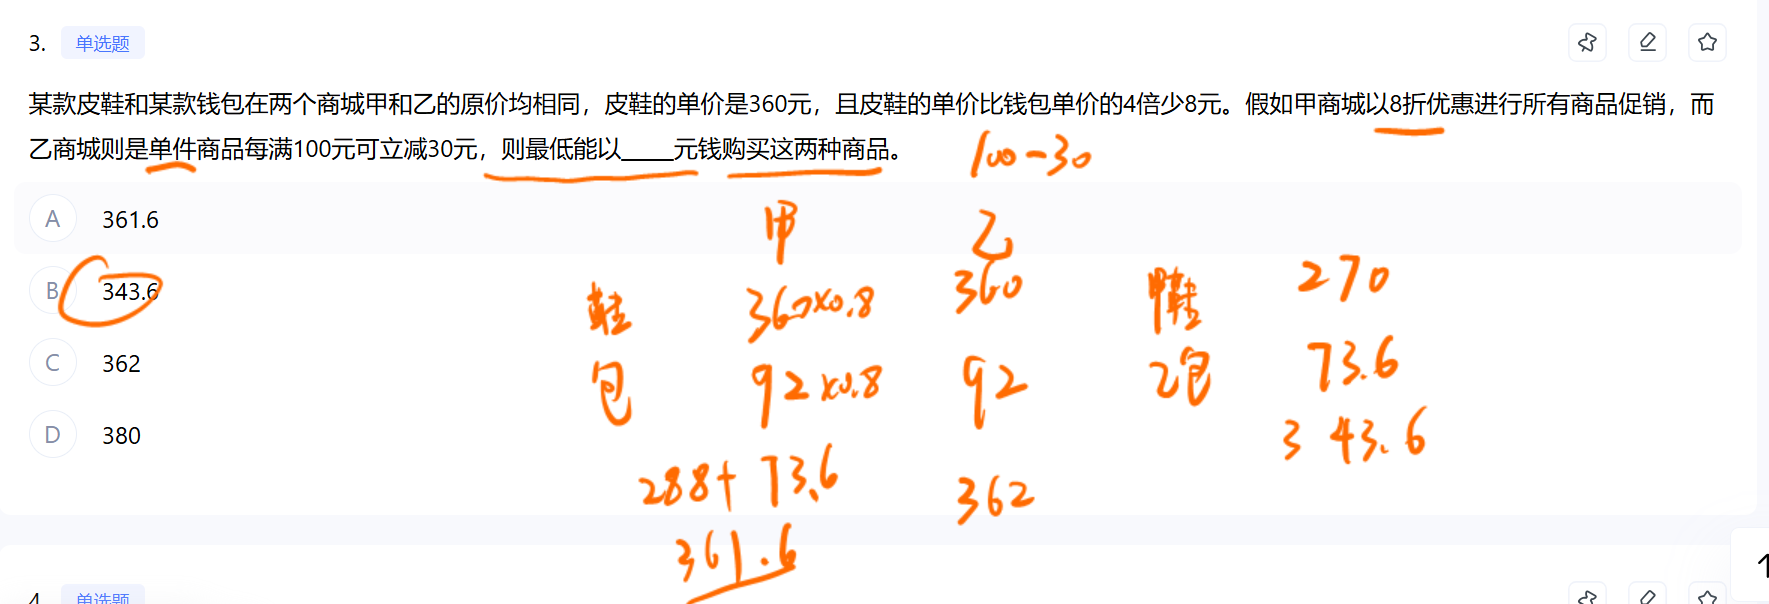 3. 单选题
某款皮鞋和某款钱包在两个商城甲和乙的原价均相同，皮鞋的单价是360元，且皮鞋的单价比钱包单价的4倍少8元。假如甲商城以8折优惠进行所有商品促销，而
乙商城则是单件商品每满100元可立减30元，则最低能以_____元钱购买这两种商品。
100-30
A 361.6
甲 乙
B 343.6
鞋 360×0.8 360 甲鞋 270
C 362
包 92×0.8 92 乙包 73.6
D 380
343.6
288+73.6 362
361.6
4. 单选题
1